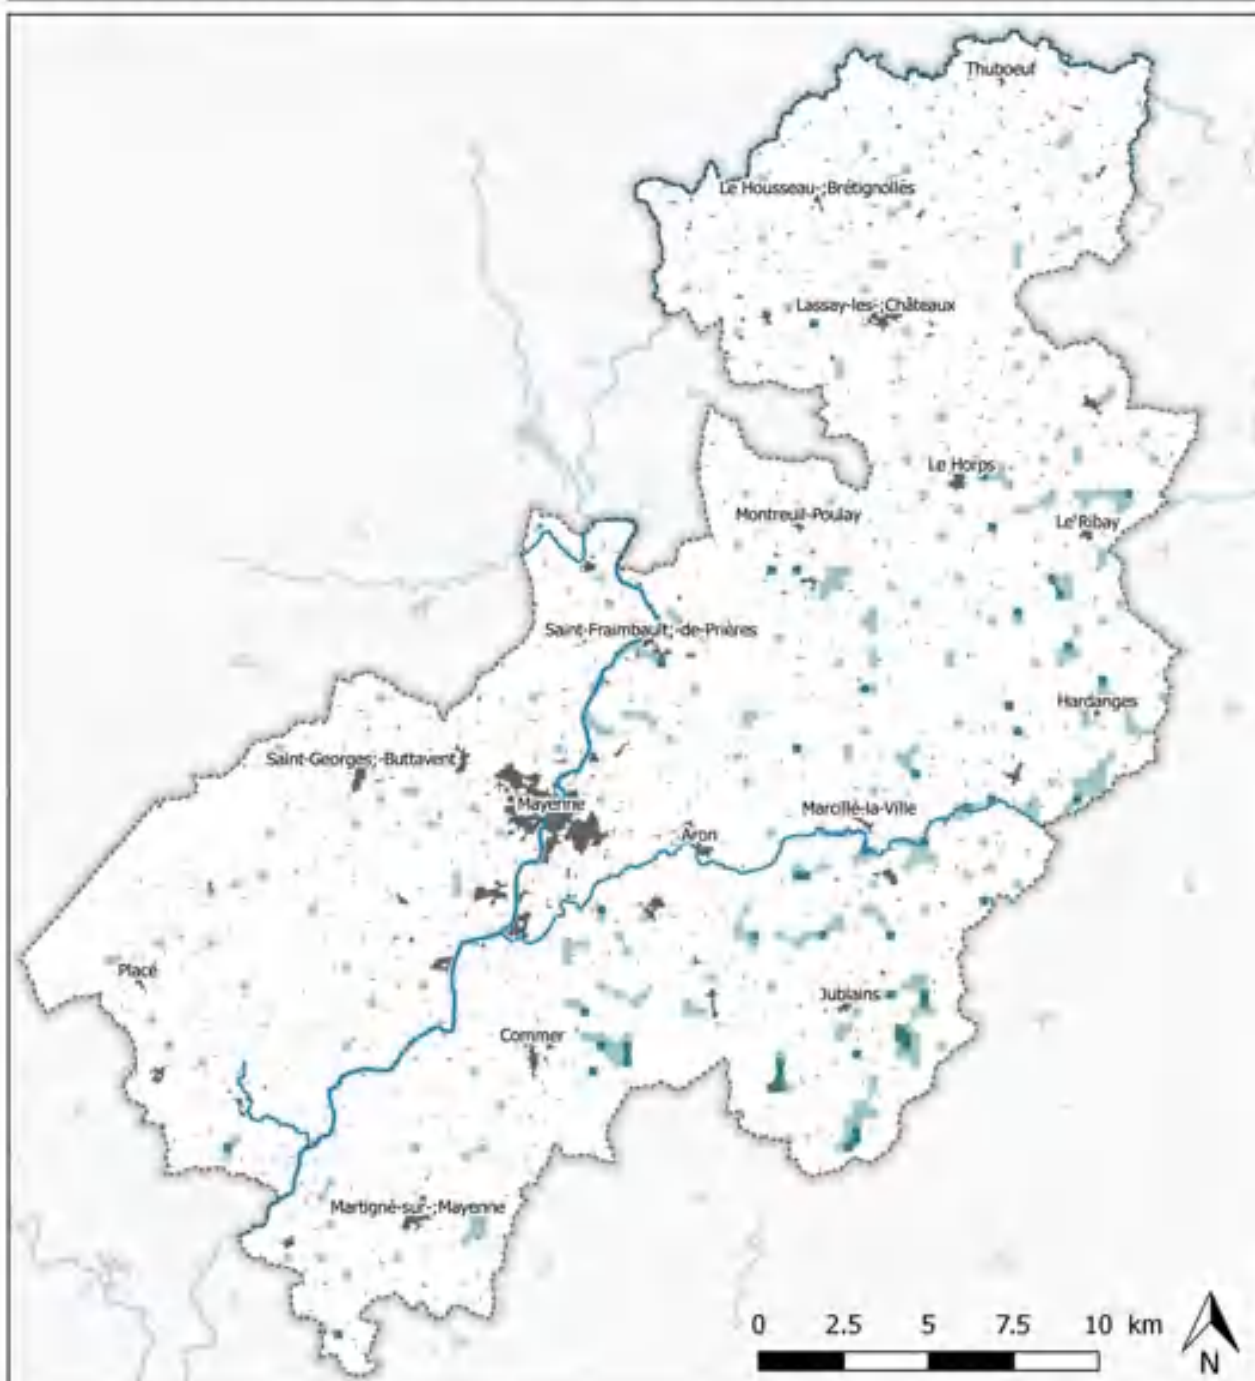 Thuboeuf
Le Housseau-;Brétignolles
Lassay-les-;Châteaux
Le Horps
Montreuil-Poulay
Le Ribay
Saint-Fraimbault;-de-Prières
Hardanges
Saint-Georges;-Buttavent
Mayenne
Marcillé-la-Ville
Aron
Placé
Jublains
Commer
Martigné-sur-;Mayenne
0 2.5 5 7.5 10 km
N